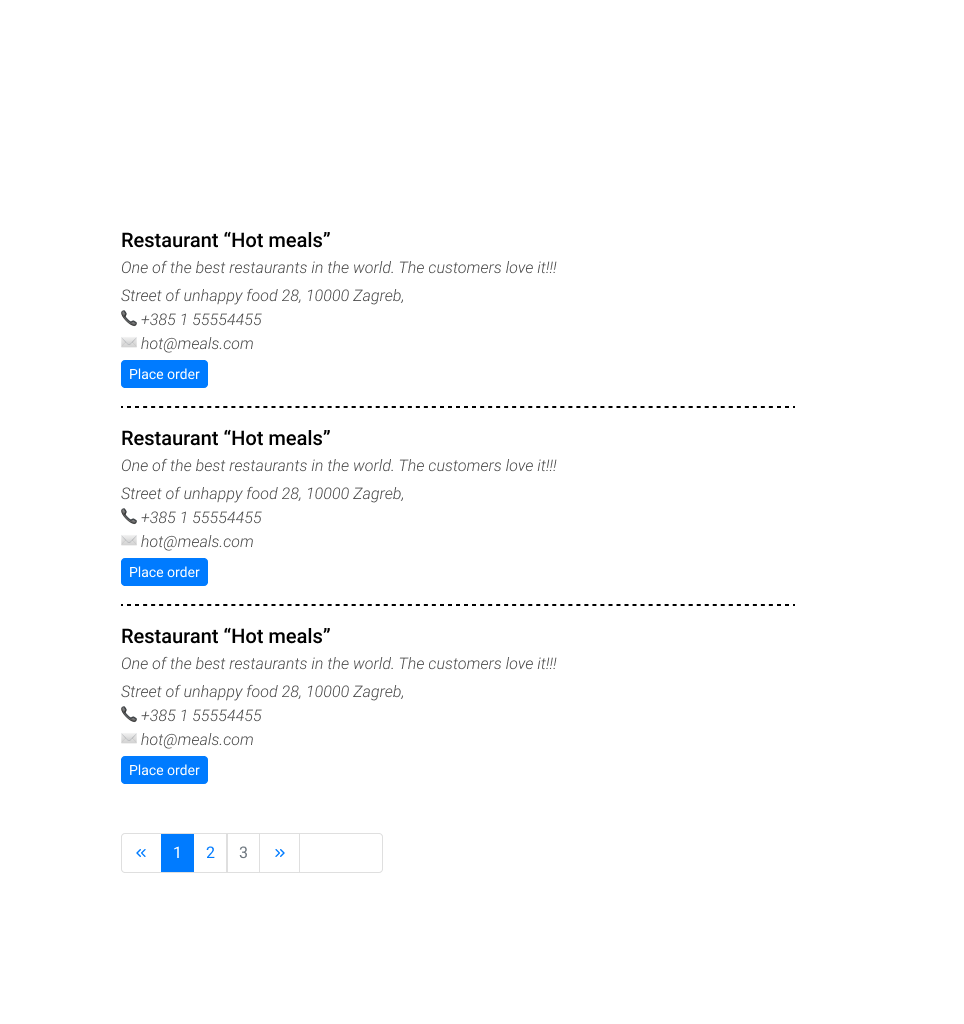 Restaurant “Hot meals”
One of the best restaurants in the world. The customers love it!!!
Street of unhappy food 28, 10000 Zagreb,
+385 1 55554455
hot@meals.com
Place order
Restaurant “Hot meals”
One of the best restaurants in the world. The customers love it!!!
Street of unhappy food 28, 10000 Zagreb,
+385 1 55554455
hot@meals.com
Place order
Restaurant “Hot meals”
One of the best restaurants in the world. The customers love it!!!
Street of unhappy food 28, 10000 Zagreb,
+385 1 55554455
hot@meals.com
Place order
« 1 2 3 »